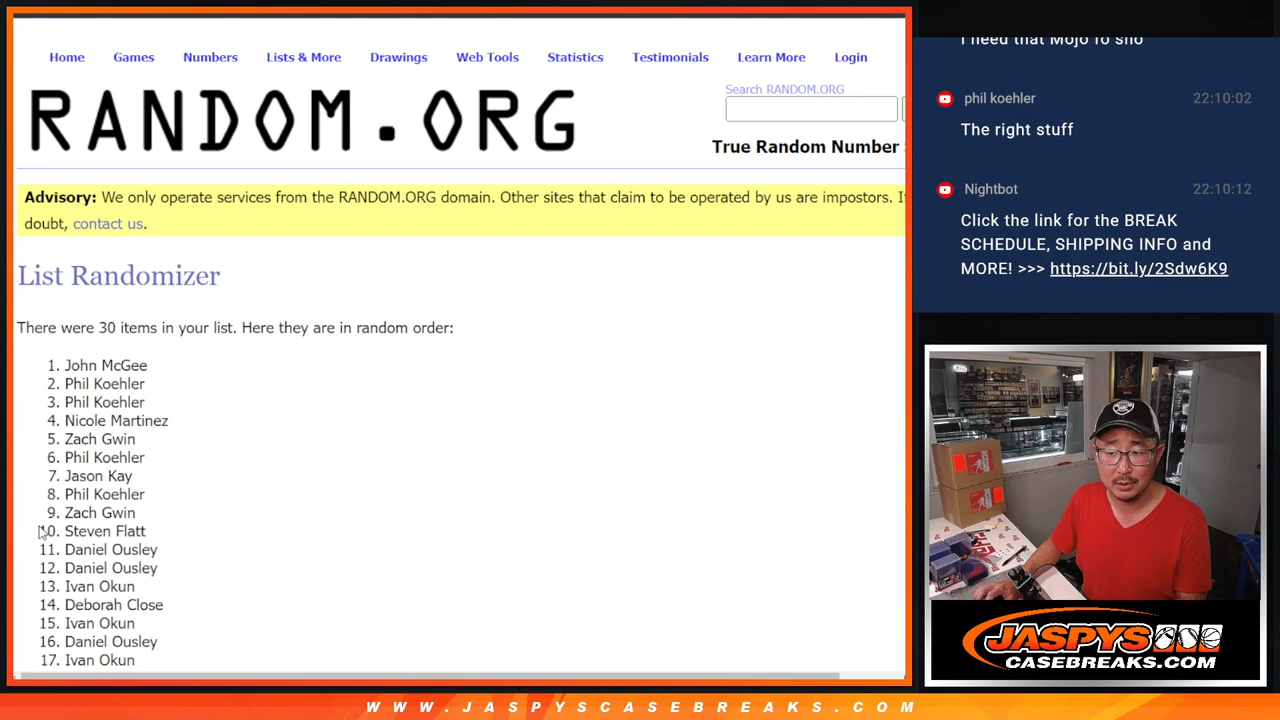 Home Games Numbers Lists & More Drawings Web Tools Statistics Testimonials Learn More Login
RANDOM.ORG
Search RANDOM.ORG
True Random Number
Advisory: We only operate services from the RANDOM.ORG domain. Other sites that claim to be operated by us are impostors. I
doubt, contact us.
List Randomizer
There were 30 items in your list. Here they are in random order:
1. John McGee
2. Phil Koehler
3. Phil Koehler
4. Nicole Martinez
5. Zach Gwin
6. Phil Koehler
7. Jason Kay
8. Phil Koehler
9. Zach Gwin
10. Steven Flatt
11. Daniel Ousley
12. Daniel Ousley
13. Ivan Okun
14. Deborah Close
15. Ivan Okun
16. Daniel Ousley
17. Ivan Okun
I need that Mojo fo sho
phil koehler 22:10:02
The right stuff
Nightbot 22:10:12
Click the link for the BREAK
SCHEDULE, SHIPPING INFO and
MORE! >>> https://bit.ly/2Sdw6K9
JASPYS
CASEBREAKS.COM
WWW.JASPYSCASEBREAKS.COM